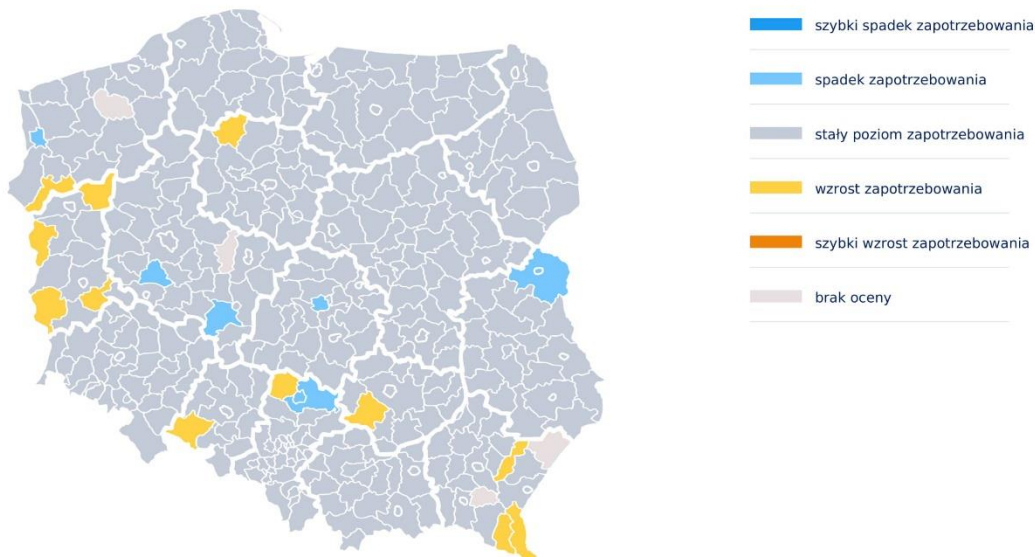 szybki spadek zapotrzebowania
spadek zapotrzebowania
stały poziom zapotrzebowania
wzrost zapotrzebowania
szybki wzrost zapotrzebowania
brak oceny